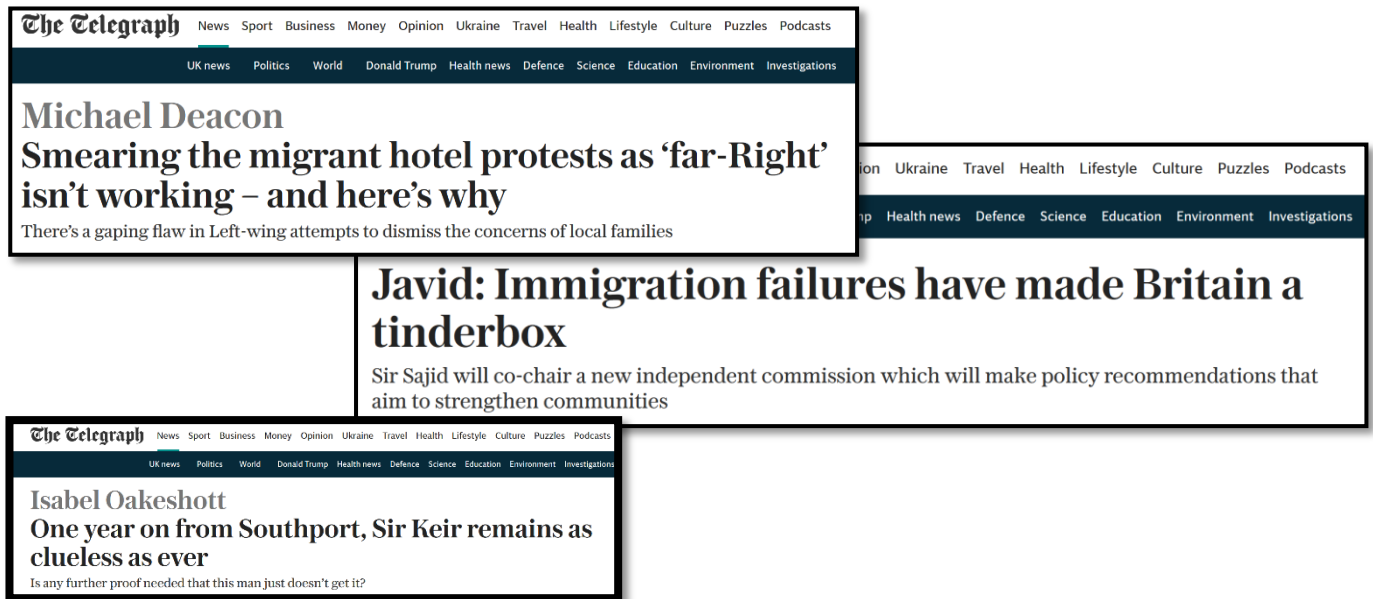 The Telegraph News Sport Business Money Opinion Ukraine Travel Health Lifestyle Culture Puzzles Podcasts
UK news Politics World Donald Trump Health news Defence Science Education Environment Investigations
Michael Deacon
Smearing the migrant hotel protests as ‘far-Right’
isn’t working – and here’s why
There’s a gaping flaw in Left-wing attempts to dismiss the concerns of local families
Ukraine Travel Health Lifestyle Culture Puzzles Podcasts
Health news Defence Science Education Environment Investigations
Javid: Immigration failures have made Britain a
tinderbox
Sir Sajid will co-chair a new independent commission which will make policy recommendations that
aim to strengthen communities
The Telegraph News Sport Business Money Opinion Ukraine Travel Health Lifestyle Culture Puzzles Podcasts
UK news Politics World Donald Trump Health news Defence Science Education Environment Investigations
Isabel Oakeshott
One year on from Southport, Sir Keir remains as
clueless as ever
Is any further proof needed that this man just doesn’t get it?